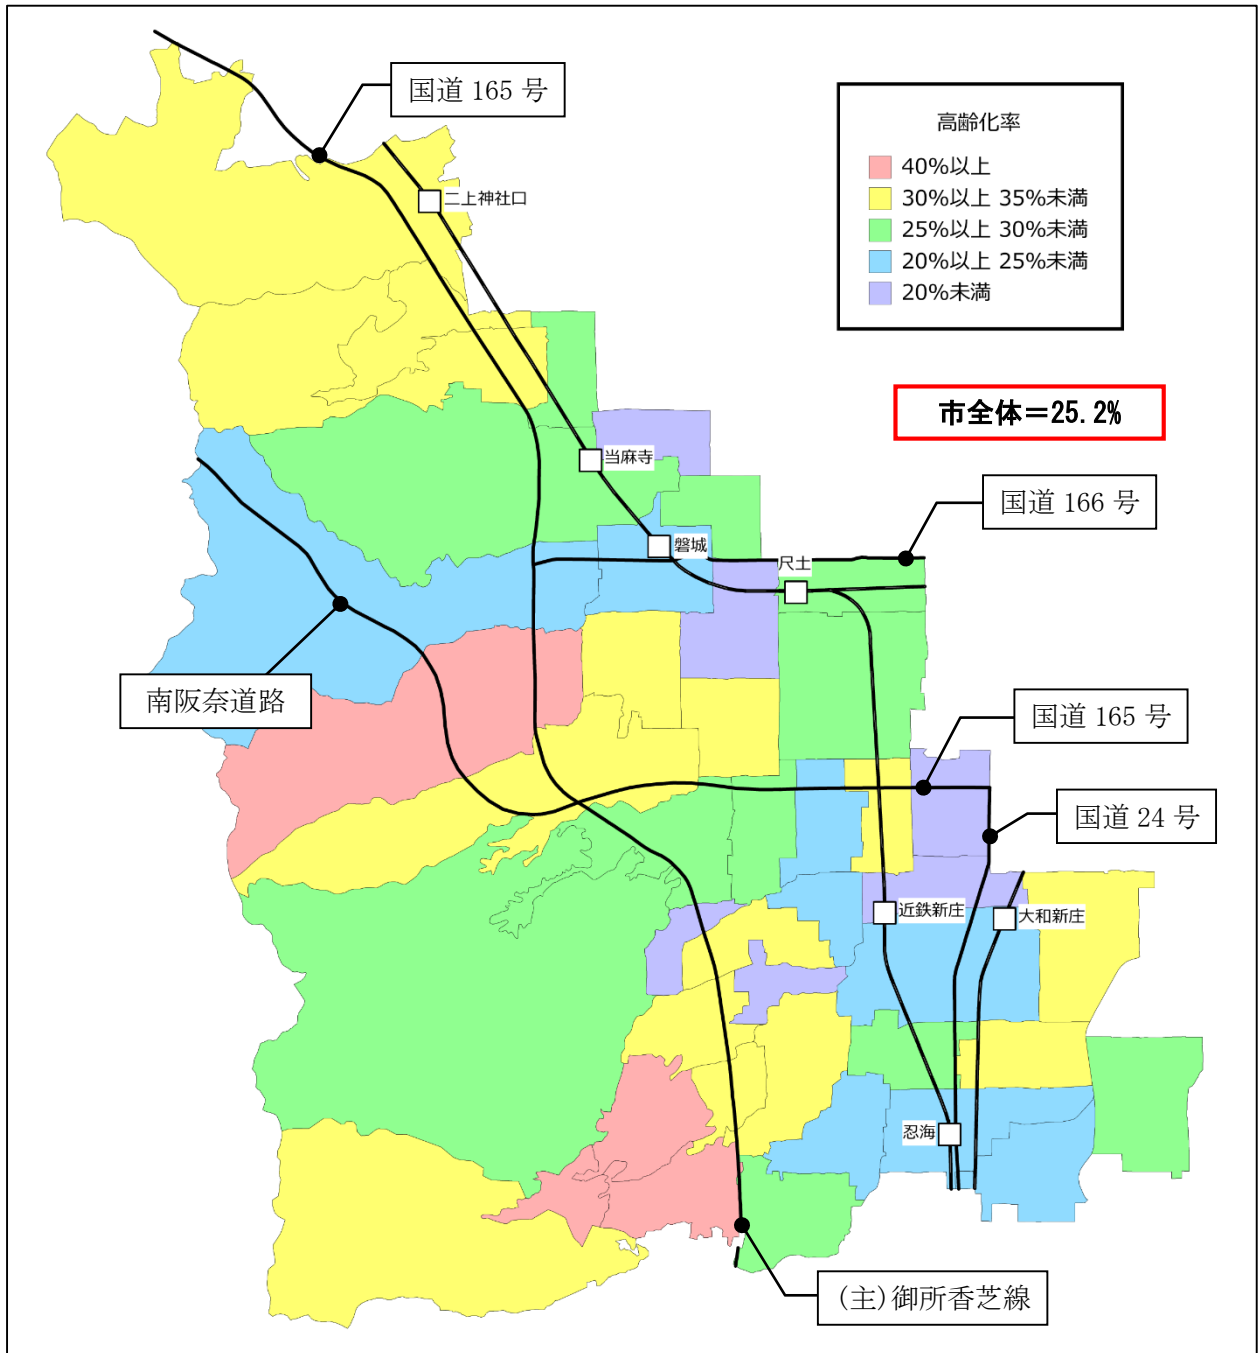 国道 165 号
高齢化率
40%以上
30%以上 35%未満
25%以上 30%未満
20%以上 25%未満
20%未満
二上神社口
市全体＝25.2%
当麻寺
国道 166 号
磐城
尺土
南阪奈道路
国道 165 号
国道 24 号
近鉄新庄
大和新庄
忍海
(主)御所香芝線